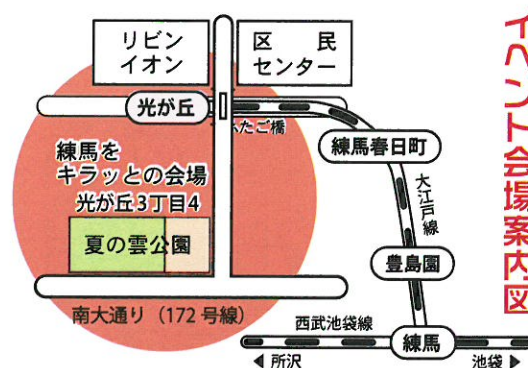 イベント会場案内図
リビン
イオン
区民
センター
光が丘
ふたご橋
練馬春日町
練馬を
キラッとの会場
光が丘3丁目4
夏の雲公園
大江戸線
豊島園
南大通り（172号線）
西武池袋線
練馬
◀所沢
池袋▶